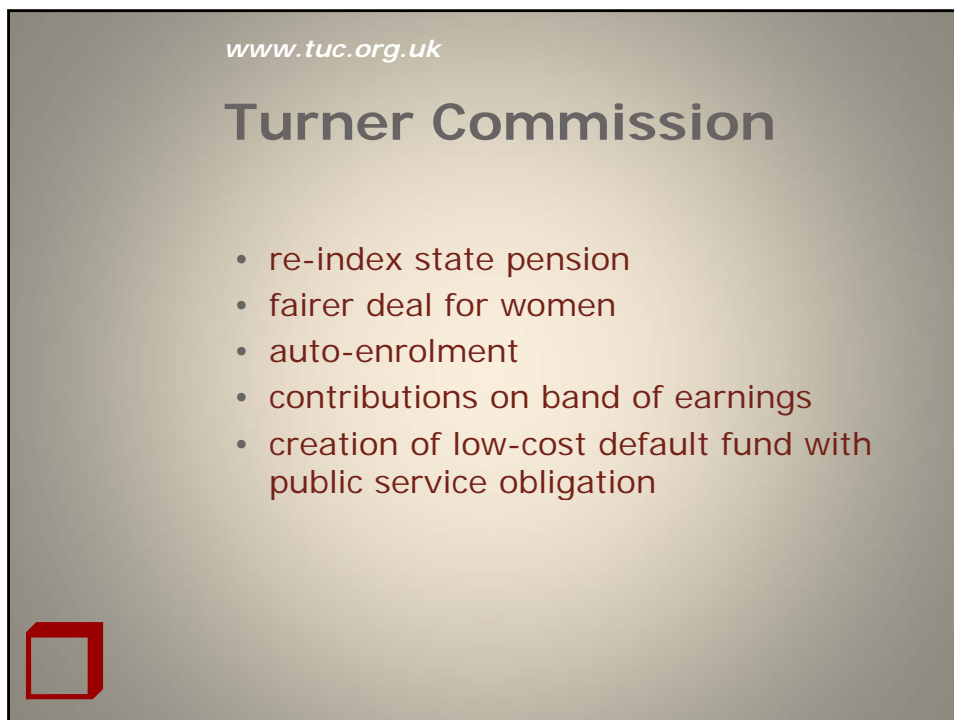 www.tuc.org.uk
Turner Commission
• re-index state pension
• fairer deal for women
• auto-enrolment
• contributions on band of earnings
• creation of low-cost default fund with
public service obligation